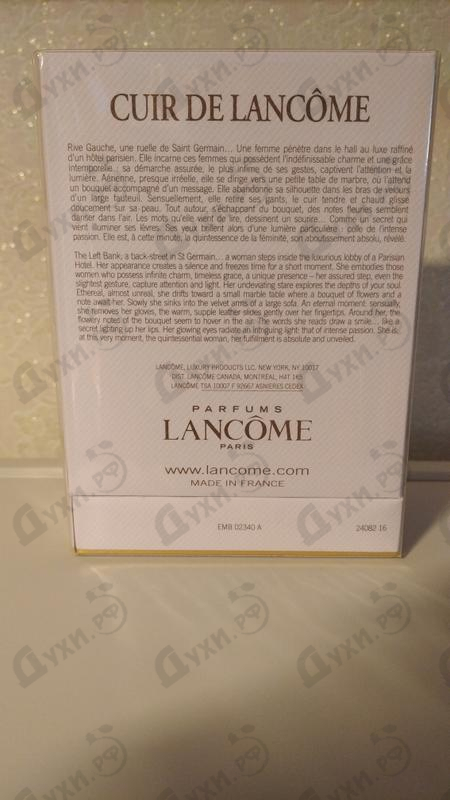 CUIR DE LANCÔME
Rive Gauche, une ruelle de Saint Germain... Une femme pénètre dans le hall au luxe raffiné
d'un hôtel parisien. Elle incarne ces femmes qui possèdent l'indéfinissable charme et une grâce
intemporelle : sa démarche assurée, le plus infime de ses gestes, captivent l'attention et la
lumière. Aérienne, presque irréelle, elle se dirige vers une petite table de marbre, où l'attend
un bouquet accompagné d'un message. Elle abandonne sa silhouette dans les bras de velours
d'un large fauteuil. Sensuellement, elle retire ses gants, le cuir tendre et chaud glisse
doucement sur sa peau. Tout autour, s'échappant du bouquet, des notes fleuries semblent
danser dans l'air. Les mots qu'elle vient de lire, dessinent un sourire... Comme un secret qui
vient illuminer ses lèvres. Ses yeux brillent alors d'une lumière particulière : celle de l'intense
passion. Elle est, à cette minute, la quintessence de la féminité, son aboutissement absolu, révélé.
The Left Bank, a back-street in St Germain... a woman steps inside the luxurious lobby of a Parisian
Hotel. Her appearance creates a silence and freezes time for a short moment. She embodies those
women who possess infinite charm, timeless grace, a unique presence – her assured step, even the
slightest gesture, capture attention and light. Her undeviating stare explores the depths of your soul.
Ethereal, almost unreal, she drifts toward a small marble table where a bouquet of flowers and a
note await her. Slowly she sinks into the velvet arms of a large sofa. An eternal moment: sensually,
she removes her gloves, the warm, supple leather slides gently over her fingertips. Around her, the
flowery notes of the bouquet seem to hover in the air. The words she reads draw a smile... like a
secret lighting up her lips. Her glowing eyes radiate an intriguing light: that of intense passion. She is,
at this very moment, the quintessential woman, her fulfillment is absolute and unveiled.
LANCÔME, LUXURY PRODUCTS LLC, NEW YORK, NY 10017
DIST. LANCÔME CANADA, MONTRÉAL, H4T 1K5
LANCÔME TSA 10007 F 92667 ASNIERES CEDEX
PARFUMS
LANCÔME
PARIS
www.lancome.com
MADE IN FRANCE
EMB 02340 A 24082 16
Духи.рф